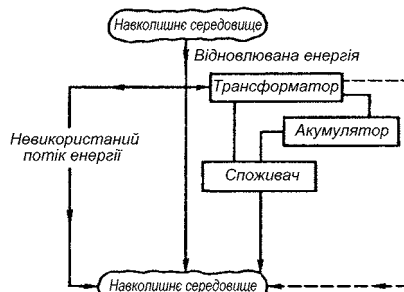 Навколишнє середовище
Відновлювана енергія
Трансформатор
Акумулятор
Невикористаний
потік енергії
Споживач
Навколишнє середовище